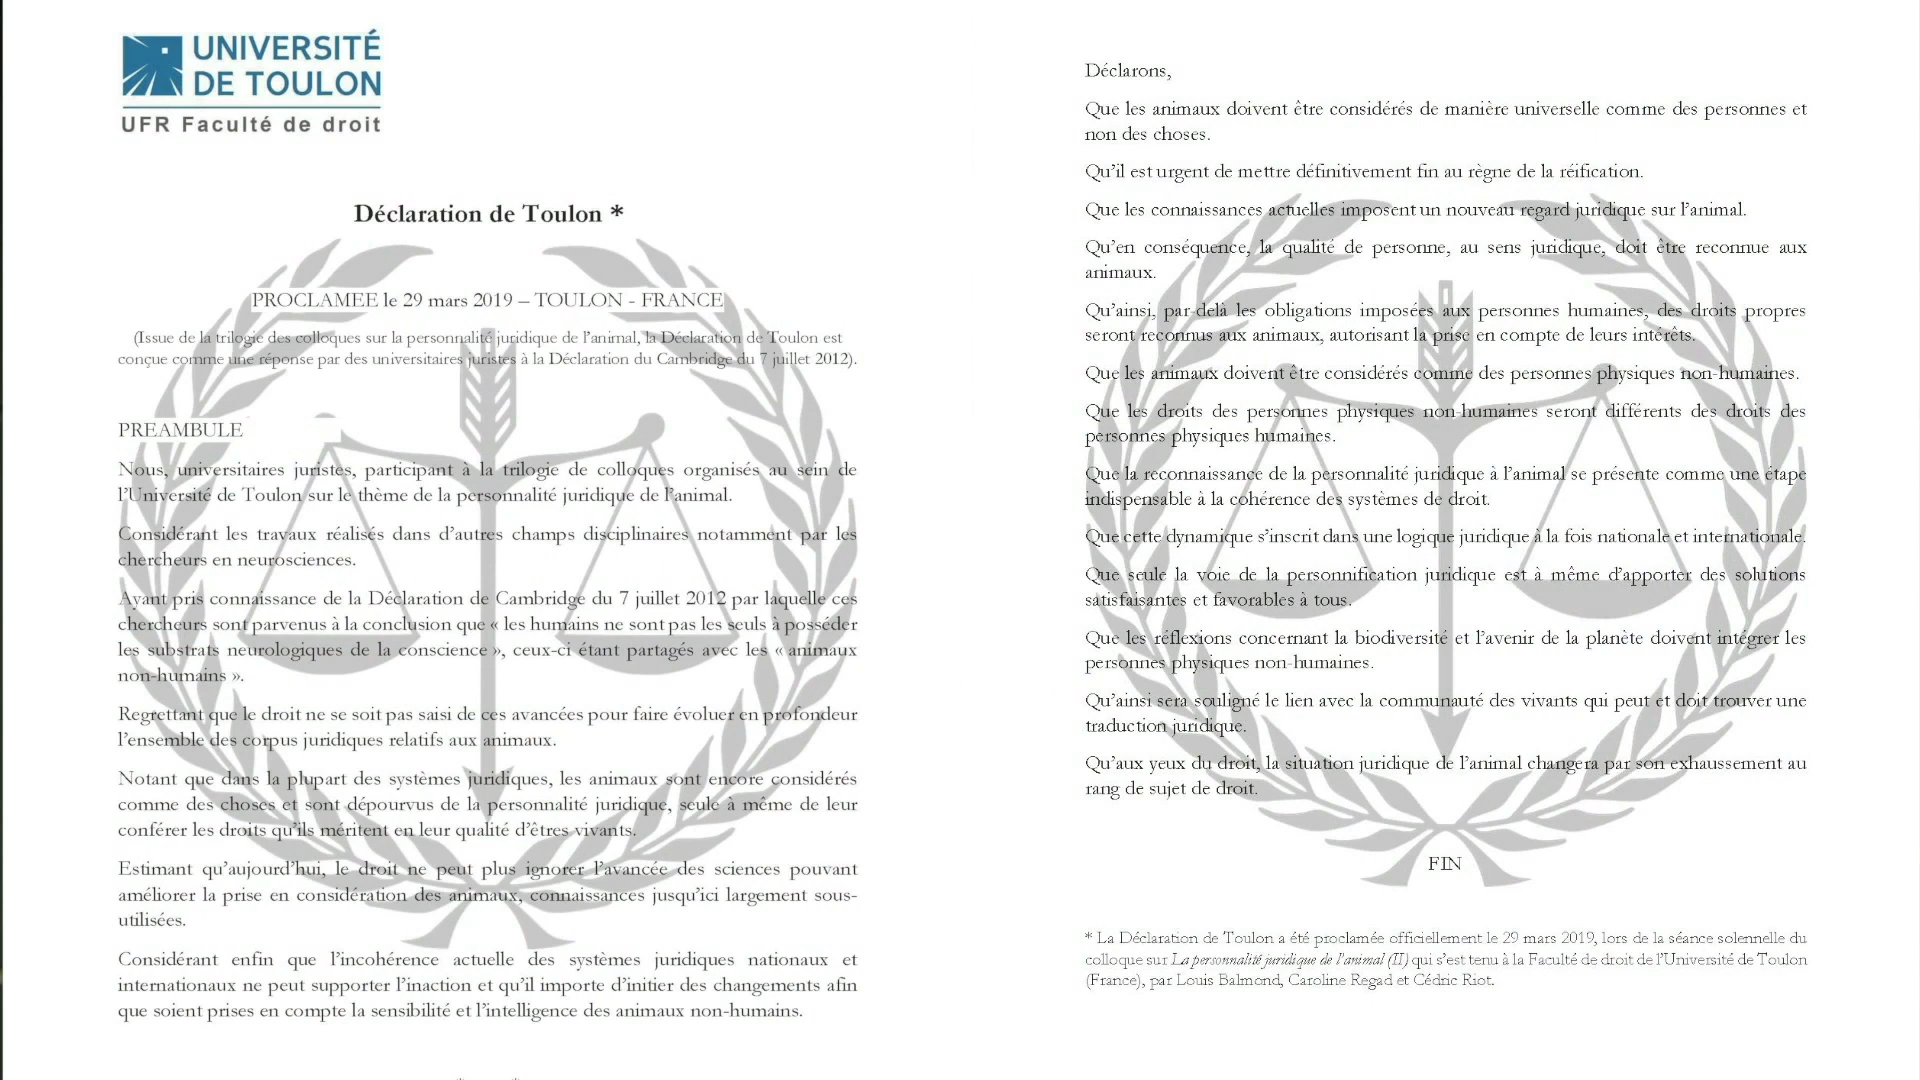 UNIVERSITÉ
DE TOULON
UFR Faculté de droit
Déclaration de Toulon *
PROCLAMEE le 29 mars 2019 – TOULON - FRANCE
(Issue de la trilogie des colloques sur la personnalité juridique de l’animal, la Déclaration de Toulon est
conçue comme une réponse par des universitaires juristes à la Déclaration du Cambridge du 7 juillet 2012).
PREAMBULE
Nous, universitaires juristes, participant à la trilogie de colloques organisés au sein de
l’Université de Toulon sur le thème de la personnalité juridique de l’animal.
Considérant les travaux réalisés dans d’autres champs disciplinaires notamment par les
chercheurs en neurosciences.
Ayant pris connaissance de la Déclaration de Cambridge du 7 juillet 2012 par laquelle ces
chercheurs sont parvenus à la conclusion que « les humains ne sont pas les seuls à posséder
les substrats neurologiques de la conscience », ceux-ci étant partagés avec les « animaux
non-humains ».
Regrettant que le droit ne se soit pas saisi de ces avancées pour faire évoluer en profondeur
l’ensemble des corpus juridiques relatifs aux animaux.
Notant que dans la plupart des systèmes juridiques, les animaux sont encore considérés
comme des choses et sont dépourvus de la personnalité juridique, seule à même de leur
conférer les droits qu’ils méritent en leur qualité d’êtres vivants.
Estimant qu’aujourd’hui, le droit ne peut plus ignorer l’avancée des sciences pouvant
améliorer la prise en considération des animaux, connaissances jusqu’ici largement sous-
utilisées.
Considérant enfin que l’incohérence actuelle des systèmes juridiques nationaux et
internationaux ne peut supporter l’inaction et qu’il importe d’initier des changements afin
que soient prises en compte la sensibilité et l’intelligence des animaux non-humains.
Déclarons,
Que les animaux doivent être considérés de manière universelle comme des personnes et
non des choses.
Qu’il est urgent de mettre définitivement fin au règne de la réification.
Que les connaissances actuelles imposent un nouveau regard juridique sur l’animal.
Qu’en conséquence, la qualité de personne, au sens juridique, doit être reconnue aux
animaux.
Qu’ainsi, par-delà les obligations imposées aux personnes humaines, des droits propres
seront reconnus aux animaux, autorisant la prise en compte de leurs intérêts.
Que les animaux doivent être considérés comme des personnes physiques non-humaines.
Que les droits des personnes physiques non-humaines seront différents des droits des
personnes physiques humaines.
Que la reconnaissance de la personnalité juridique à l’animal se présente comme une étape
indispensable à la cohérence des systèmes de droit.
Que cette dynamique s’inscrit dans une logique juridique à la fois nationale et internationale.
Que seule la voie de la personnification juridique est à même d’apporter des solutions
satisfaisantes et favorables à tous.
Que les réflexions concernant la biodiversité et l’avenir de la planète doivent intégrer les
personnes physiques non-humaines.
Qu’ainsi sera souligné le lien avec la communauté des vivants qui peut et doit trouver une
traduction juridique.
Qu’aux yeux du droit, la situation juridique de l’animal changera par son exhaussement au
rang de sujet de droit.
FIN
* La Déclaration de Toulon a été proclamée officiellement le 29 mars 2019, lors de la séance solennelle du
colloque sur La personnalité juridique de l’animal (II) qui s’est tenu à la Faculté de droit de l’Université de Toulon
(France), par Louis Balmond, Caroline Regad et Cédric Riot.